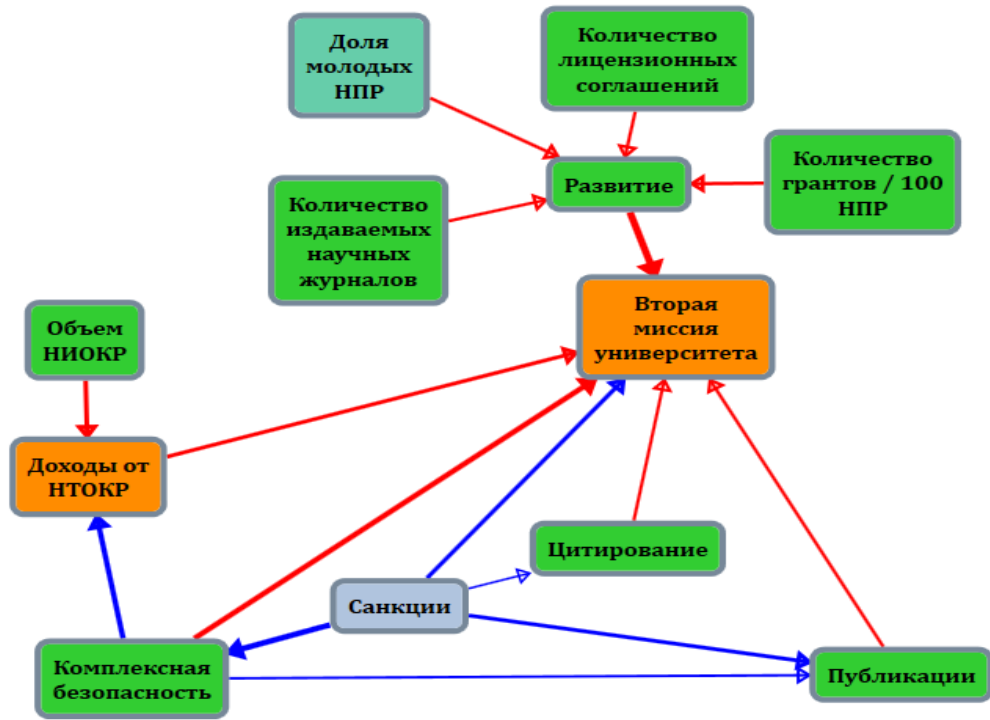 Доля
молодых
НПР
Количество
лицензионных
соглашений
Количество
грантов / 100
НПР
Развитие
Количество
издаваемых
научных
журналов
Вторая
миссия
университета
Объем
НИОКР
Доходы от
НТОКР
Цитирование
Санкции
Комплексная
безопасность
Публикации